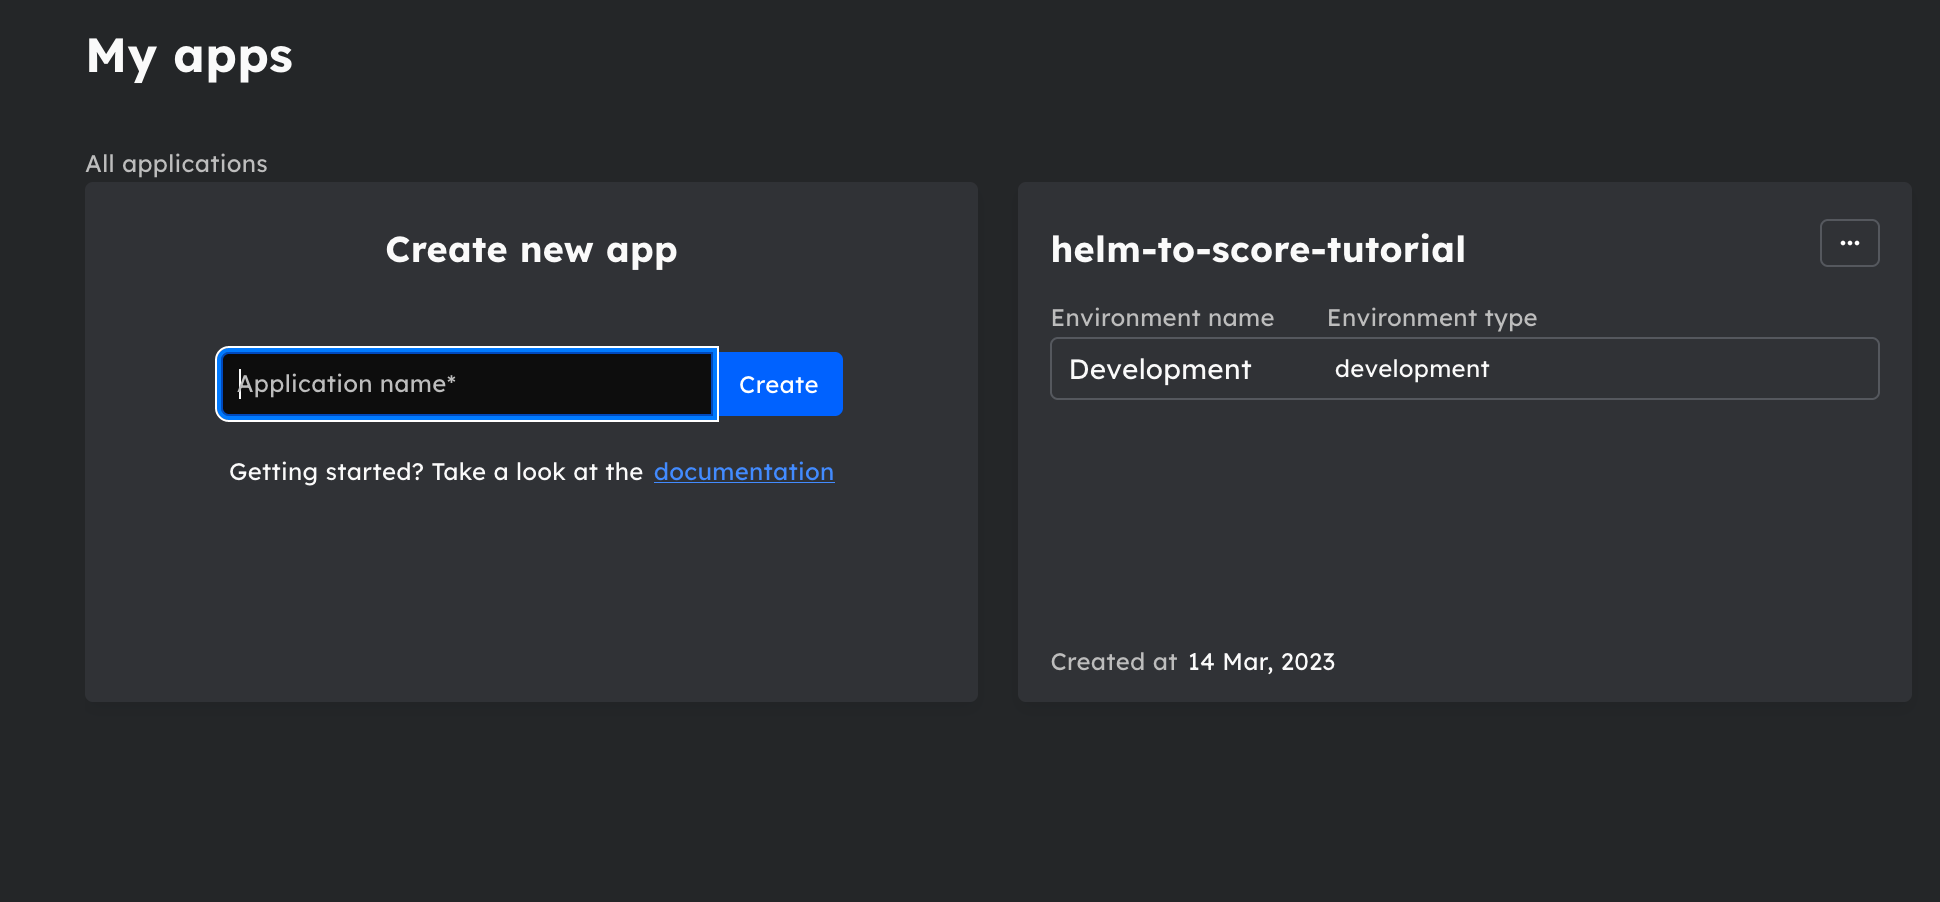 My apps
All applications
Create new app
Application name*
Create
Getting started? Take a look at the documentation
helm-to-score-tutorial
...
Environment name Environment type
Development development
Created at 14 Mar, 2023